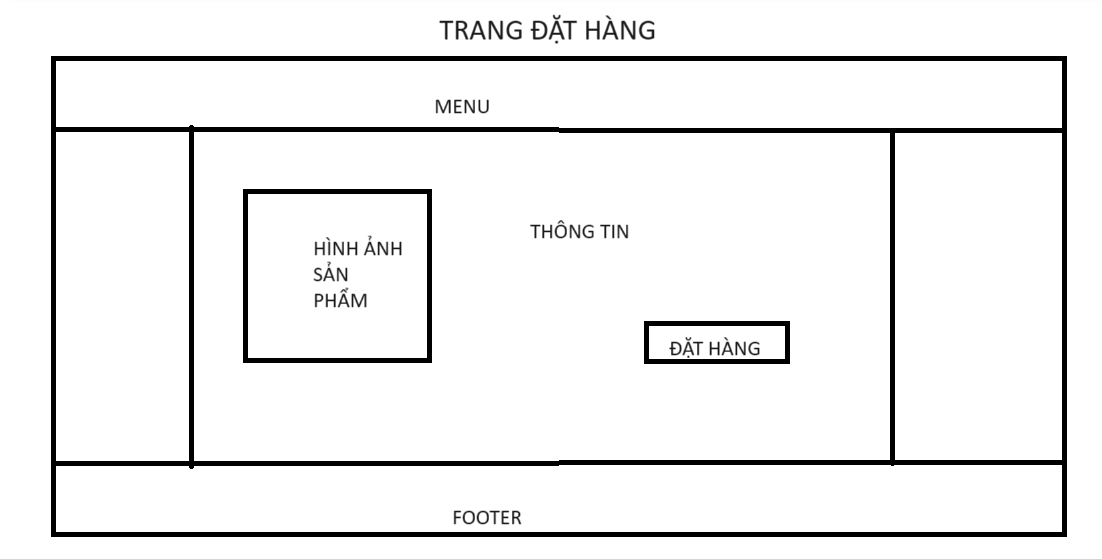 TRANG ĐẶT HÀNG
MENU
THÔNG TIN
HÌNH ẢNH
SẢN
PHẨM
ĐẶT HÀNG
FOOTER